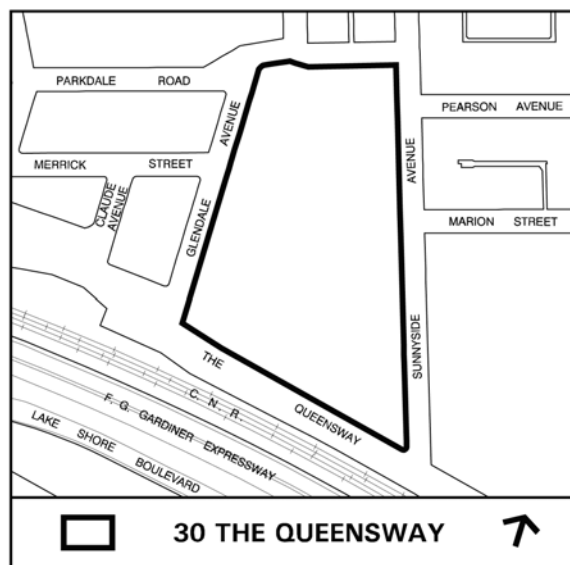 PARKDALE ROAD
PEARSON AVENUE
AVENUE
AVENUE
MERRICK STREET
CLAUDE
AVENUE
GLENDALE
MARION STREET
SUNNYSIDE
THE QUEENSWAY
C. N. R.
F. G. GARDINER EXPRESSWAY
LAKE SHORE BOULEVARD
30 THE QUEENSWAY